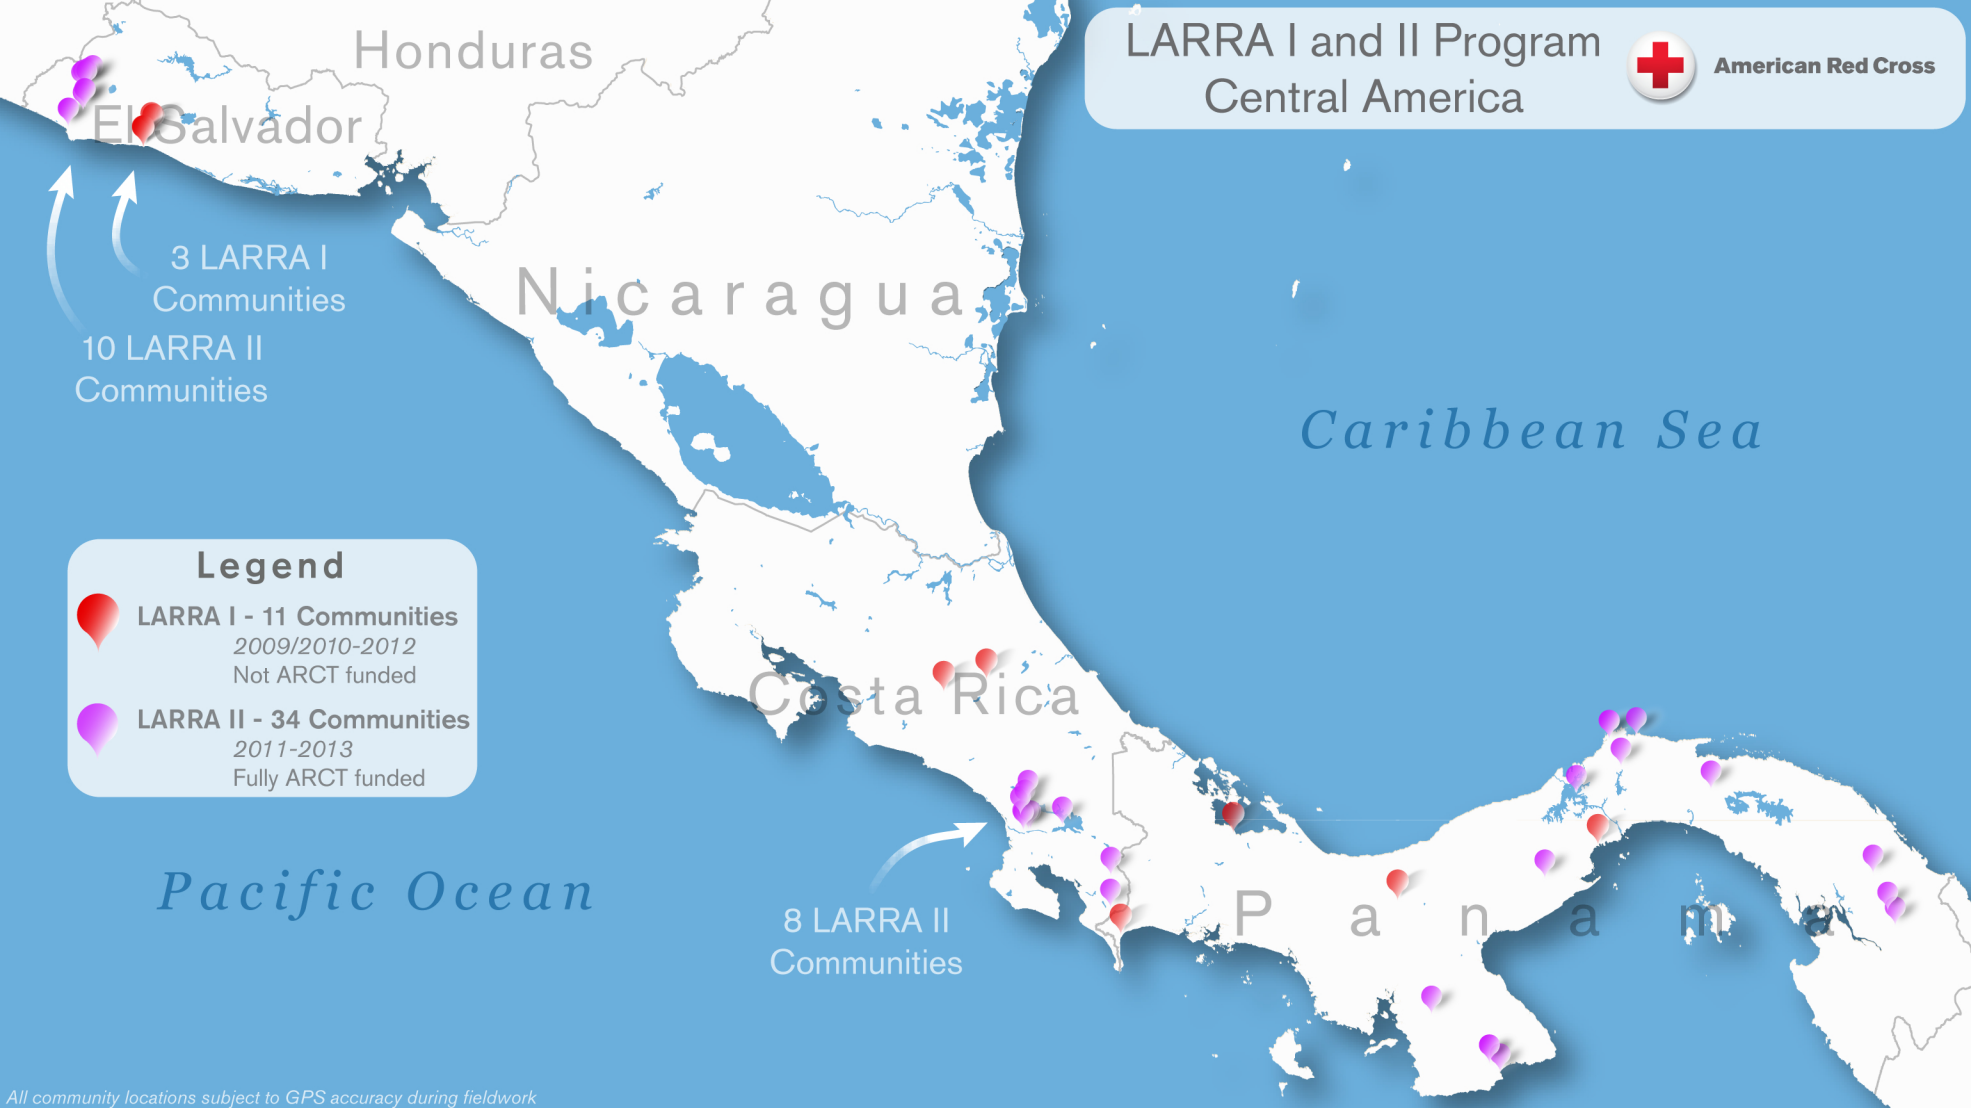 LARRA I and II Program
Central America
American Red Cross
Honduras
El Salvador
3 LARRA I
Communities
10 LARRA II
Communities
Nicaragua
Caribbean Sea
Legend
LARRA I - 11 Communities
2009/2010-2012
Not ARCT funded
LARRA II - 34 Communities
2011-2013
Fully ARCT funded
Costa Rica
Pacific Ocean
8 LARRA II
Communities
Panama
All community locations subject to GPS accuracy during fieldwork